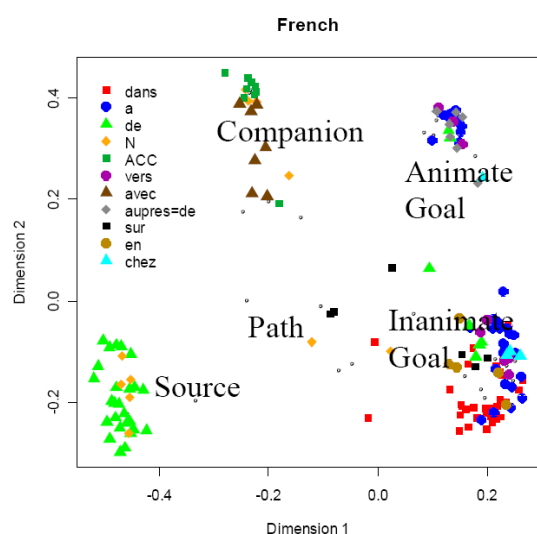 French
dans
a
de
N
ACC
vers
avec
aupres=de
sur
en
chez
Companion
Animate
Goal
Path
Inanimate
Goal
Source
Dimension 2
0.4
0.2
0.0
-0.2
-0.4
-0.2
0.0
0.2
Dimension 1